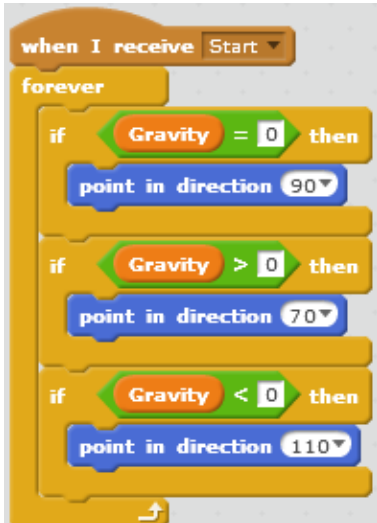 when I receive Start
forever
if Gravity = 0 then
point in direction 90
if Gravity > 0 then
point in direction 70
if Gravity < 0 then
point in direction 110